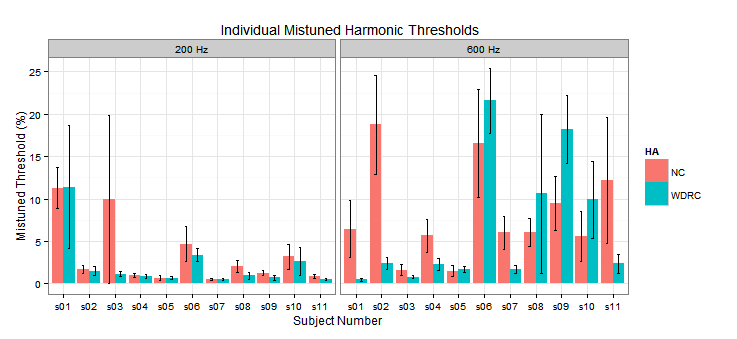 Individual Mistuned Harmonic Thresholds
200 Hz 600 Hz
Mistuned Threshold (%)
25
20
15
10
5
0
s01 s02 s03 s04 s05 s06 s07 s08 s09 s10 s11 s01 s02 s03 s04 s05 s06 s07 s08 s09 s10 s11
Subject Number
HA
NC
WDRC